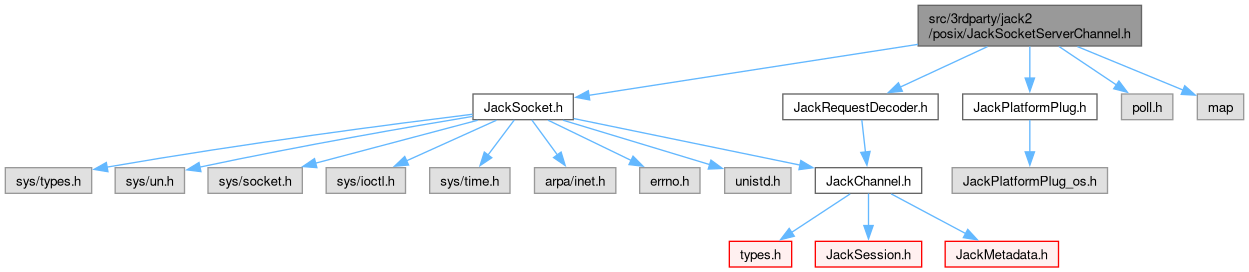 src/3rdparty/jack2
/posix/JackSocketServerChannel.h
JackSocket.h
JackRequestDecoder.h
JackPlatformPlug.h
poll.h
map
sys/types.h
sys/un.h
sys/socket.h
sys/ioctl.h
sys/time.h
arpa/inet.h
errno.h
unistd.h
JackChannel.h
JackPlatformPlug_os.h
types.h
JackSession.h
JackMetadata.h